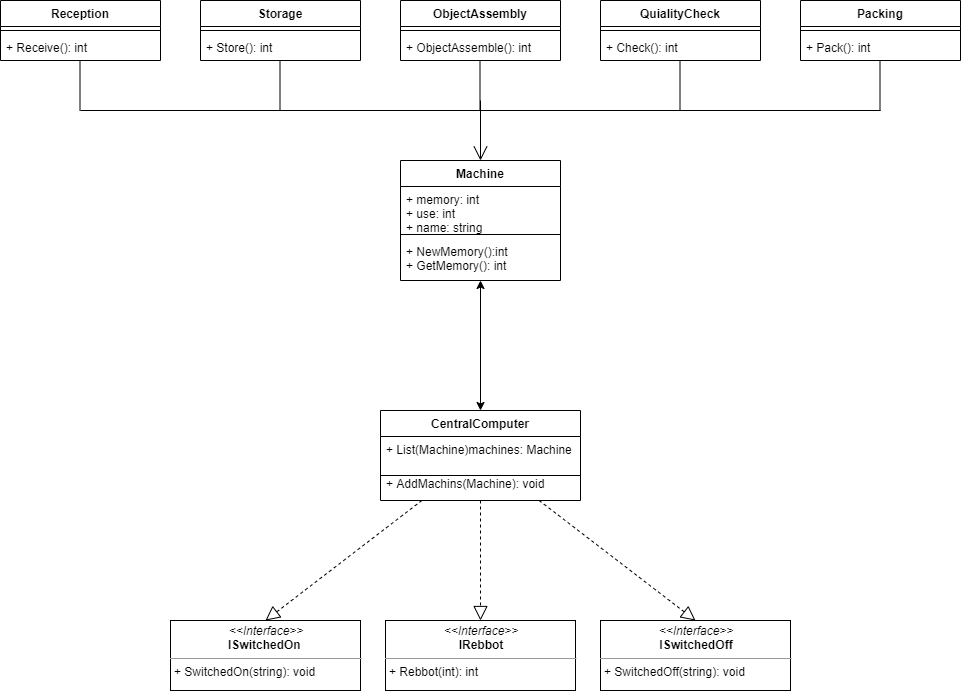 Reception
+ Receive(): int
Storage
+ Store(): int
ObjectAssembly
+ ObjectAssemble(): int
QuialityCheck
+ Check(): int
Packing
+ Pack(): int
Machine
+ memory: int
+ use: int
+ name: string
+ NewMemory():int
+ GetMemory(): int
CentralComputer
+ List(Machine)machines: Machine
+ AddMachins(Machine): void
<<Interface>>
ISwitchedOn
+ SwitchedOn(string): void
<<Interface>>
IRebbot
+ Rebbot(int): int
<<Interface>>
ISwitchedOff
+ SwitchedOff(string): void